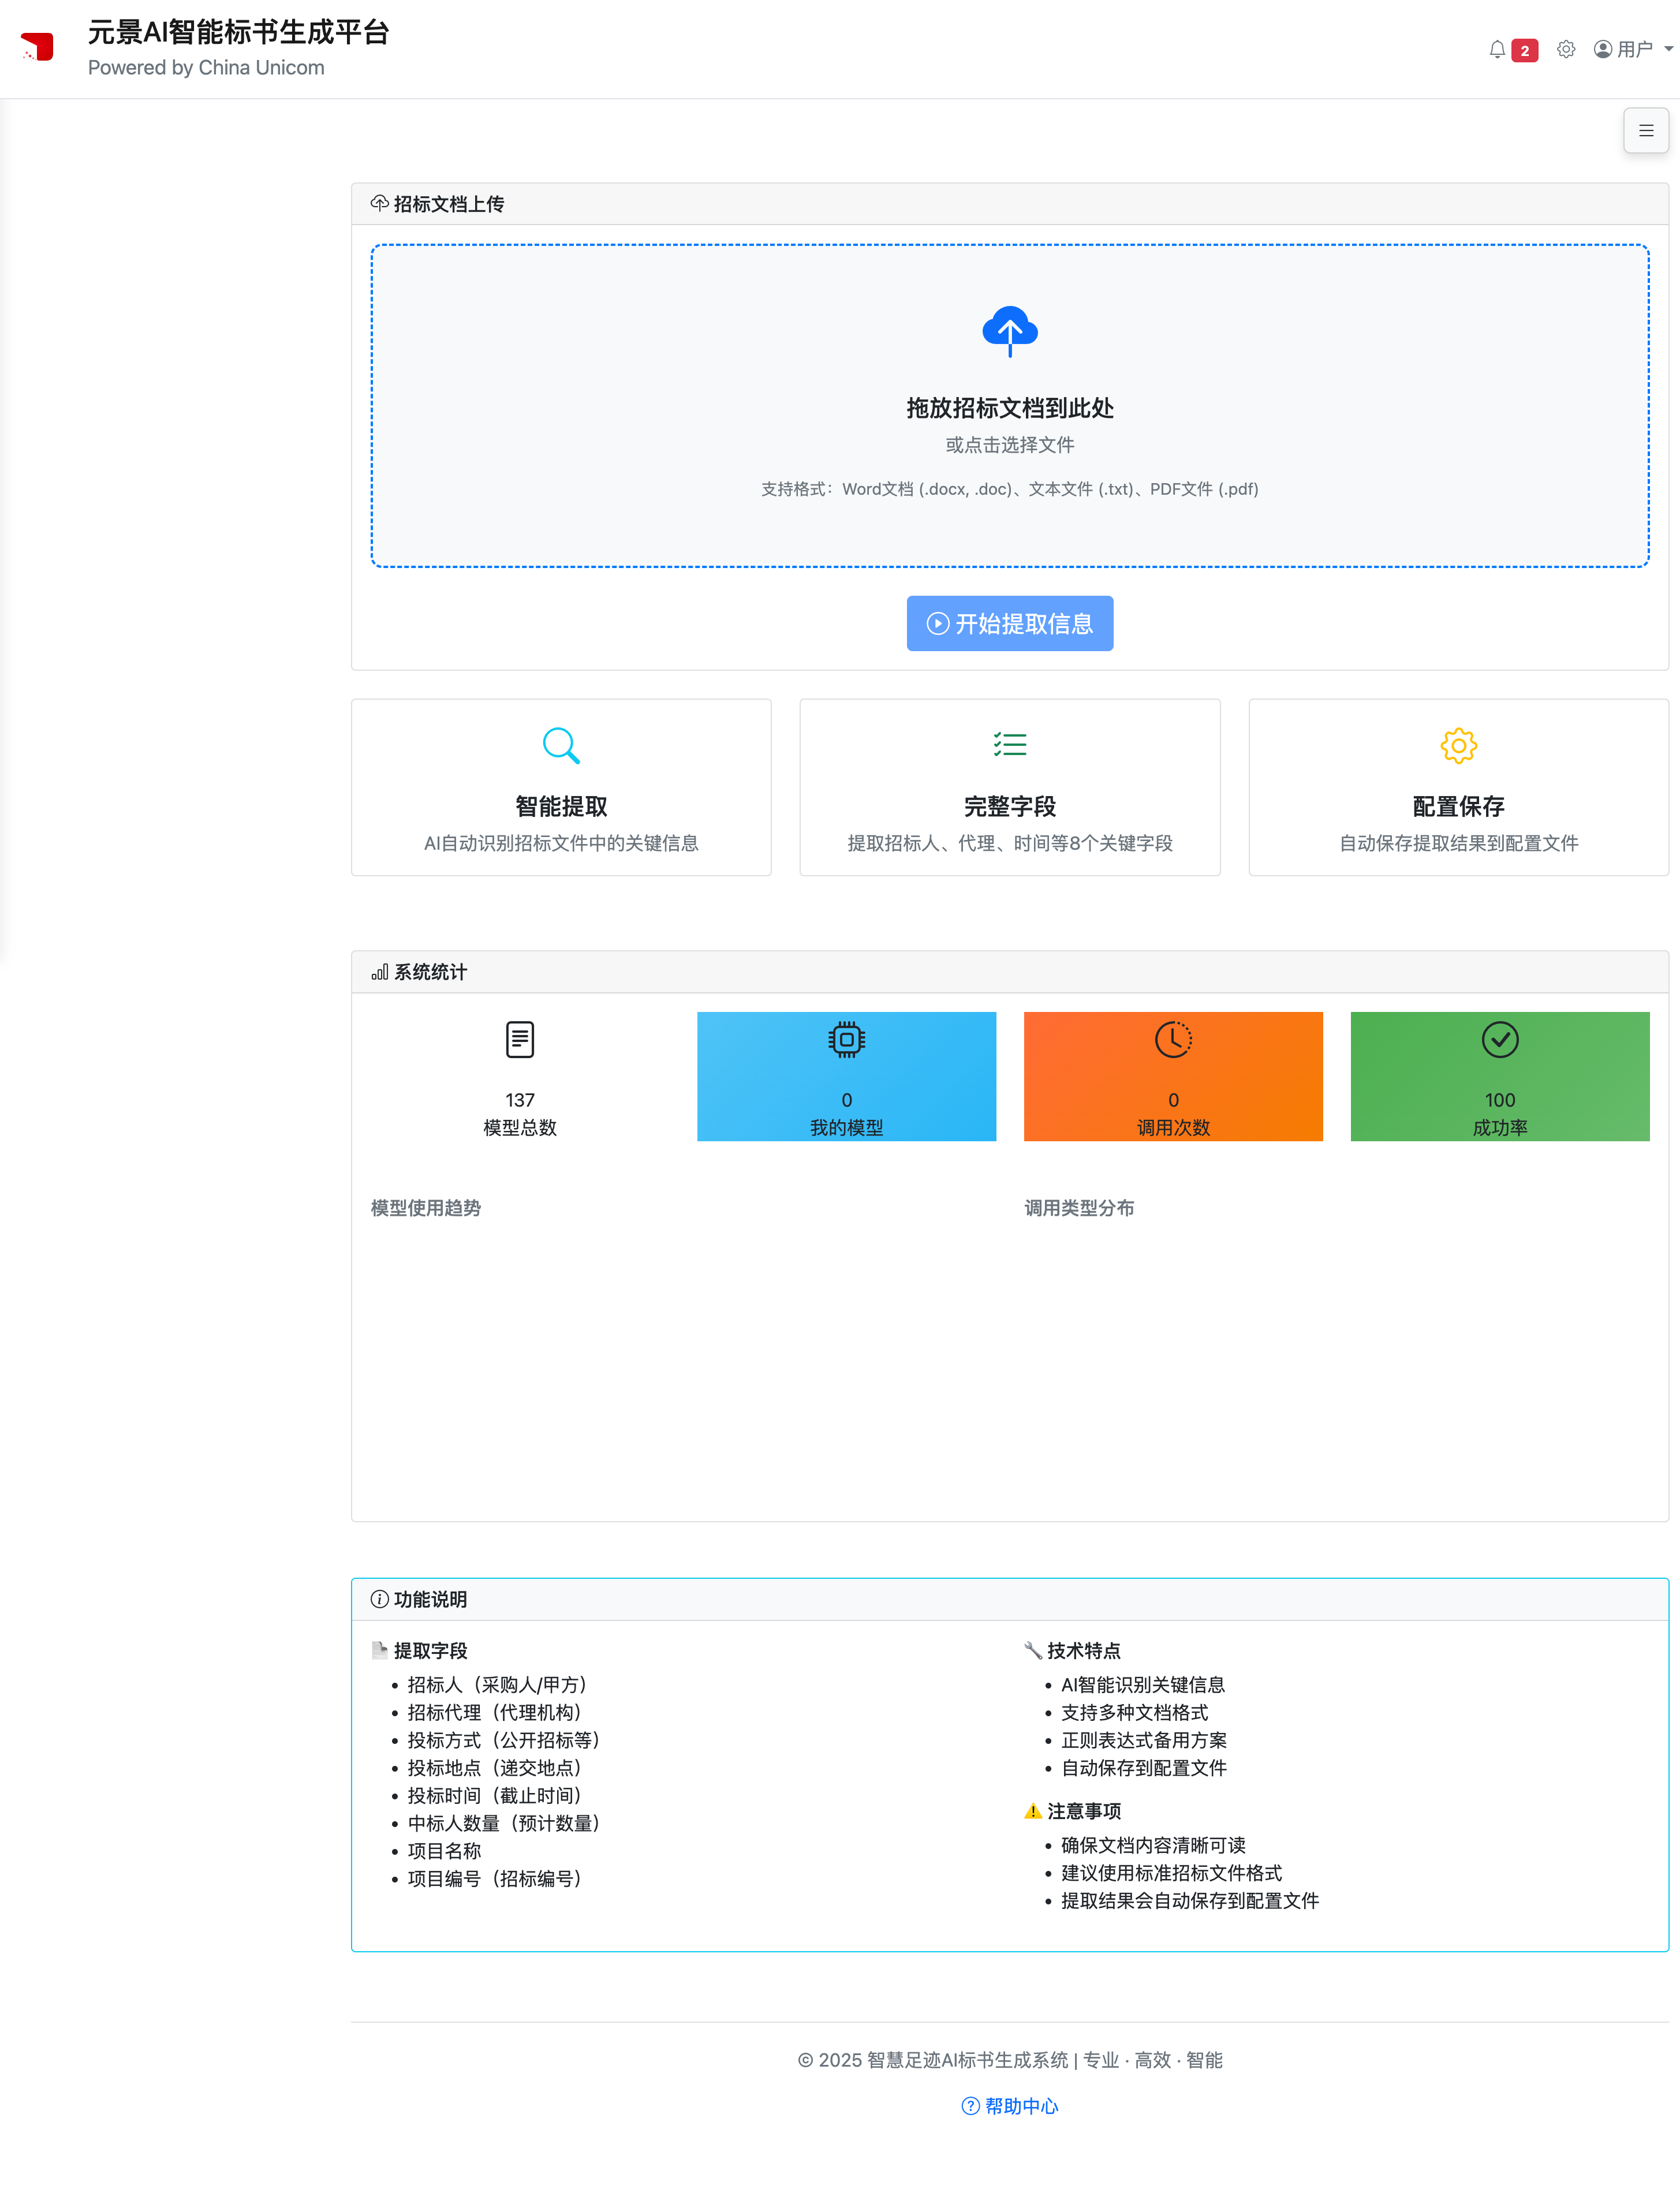 元景AI智能标书生成平台
Powered by China Unicom
2
用户
招标文档上传
拖放招标文档到此处
或点击选择文件
支持格式：Word文档 (.docx, .doc)、文本文件 (.txt)、PDF文件 (.pdf)
开始提取信息
智能提取
AI自动识别招标文件中的关键信息
完整字段
提取招标人、代理、时间等8个关键字段
配置保存
自动保存提取结果到配置文件
系统统计
137
模型总数
0
我的模型
0
调用次数
100
成功率
模型使用趋势
调用类型分布
功能说明
提取字段
招标人（采购人/甲方）
招标代理（代理机构）
投标方式（公开招标等）
投标地点（递交地点）
投标时间（截止时间）
中标人数量（预计数量）
项目名称
项目编号（招标编号）
技术特点
AI智能识别关键信息
支持多种文档格式
正则表达式备用方案
自动保存到配置文件
注意事项
确保文档内容清晰可读
建议使用标准招标文件格式
提取结果会自动保存到配置文件
© 2025 智慧足迹AI标书生成系统 | 专业 · 高效 · 智能
帮助中心